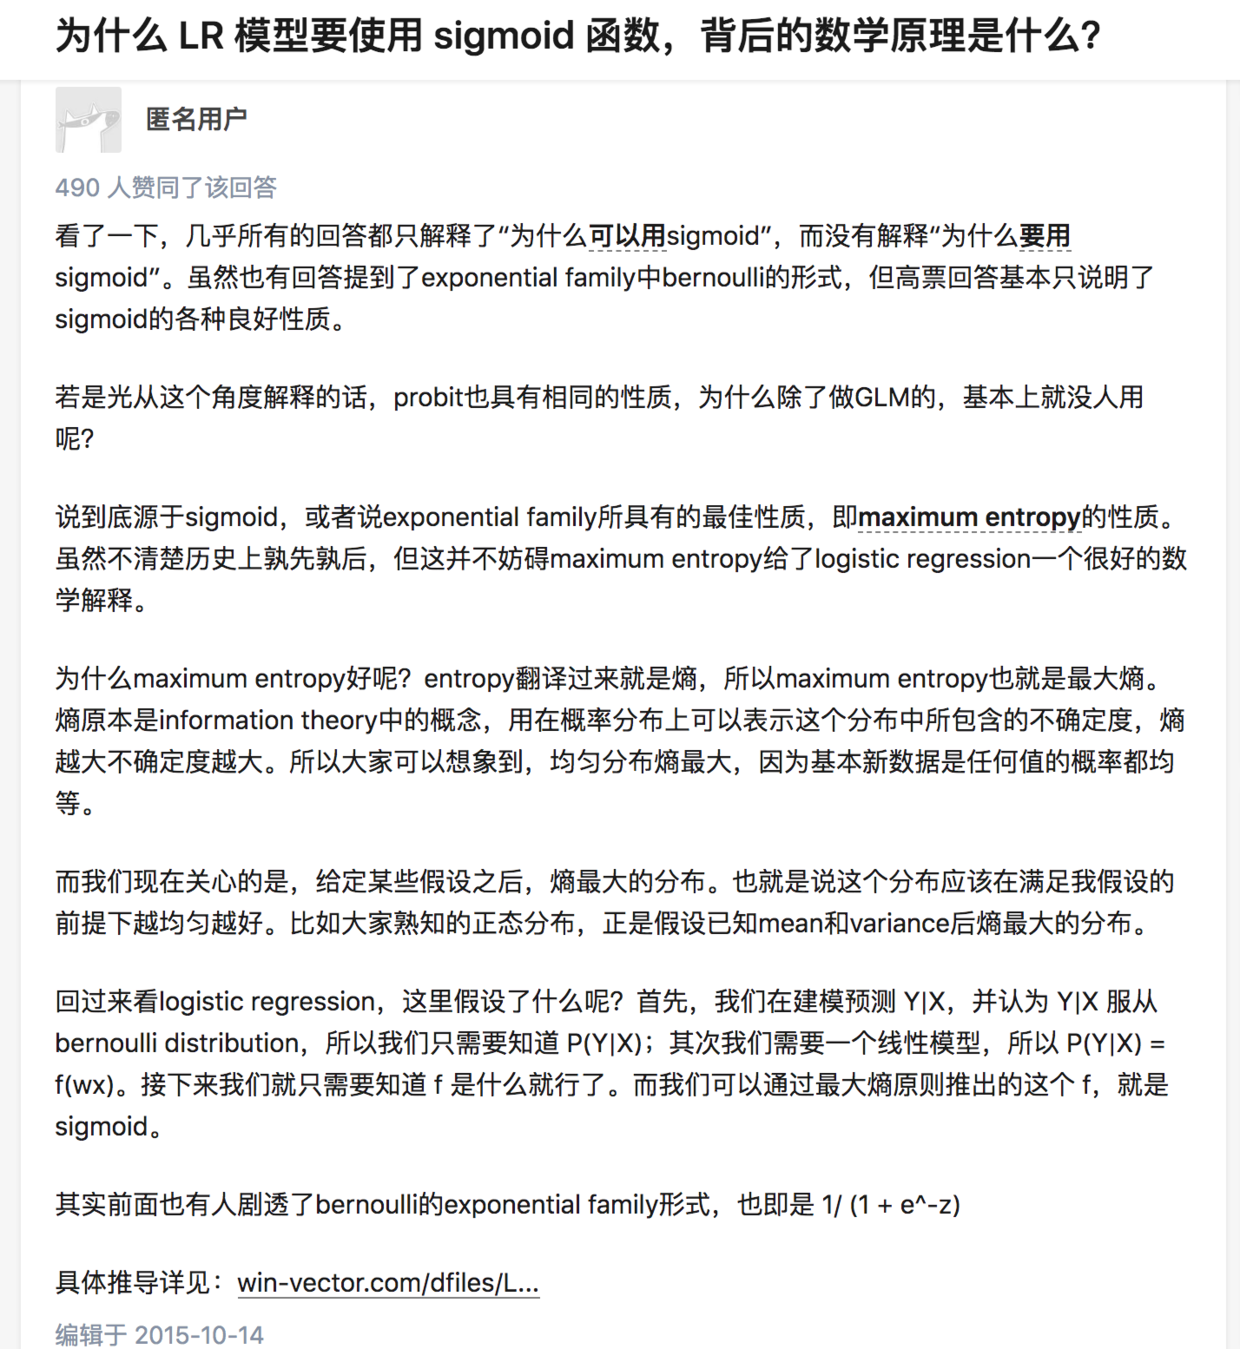 为什么 LR 模型要使用 sigmoid 函数，背后的数学原理是什么？
匿名用户
490 人赞同了该回答
看了一下，几乎所有的回答都只解释了“为什么可以用sigmoid”，而没有解释“为什么要用
sigmoid”。虽然也有回答提到了exponential family中bernoulli的形式，但高票回答基本只说明了
sigmoid的各种良好性质。
若是光从这个角度解释的话，probit也具有相同的性质，为什么除了做GLM的，基本上就没人用
呢？
说到底源于sigmoid，或者说exponential family所具有的最佳性质，即maximum entropy的性质。
虽然不清楚历史上孰先孰后，但这并不妨碍maximum entropy给了logistic regression一个很好的数
学解释。
为什么maximum entropy好呢？entropy翻译过来就是熵，所以maximum entropy也就是最大熵。
熵原本是information theory中的概念，用在概率分布上可以表示这个分布中所包含的不确定度，熵
越大不确定度越大。所以大家可以想象到，均匀分布熵最大，因为基本新数据是任何值的概率都均
等。
而我们现在关心的是，给定某些假设之后，熵最大的分布。也就是说这个分布应该在满足我假设的
前提下越均匀越好。比如大家熟知的正态分布，正是假设已知mean和variance后熵最大的分布。
回过来看logistic regression，这里假设了什么呢？首先，我们在建模预测 Y|X，并认为 Y|X 服从
bernoulli distribution，所以我们只需要知道 P(Y|X)；其次我们需要一个线性模型，所以 P(Y|X) =
f(wx)。接下来我们就只需要知道 f 是什么就行了。而我们可以通过最大熵原则推出的这个 f，就是
sigmoid。
其实前面也有人剧透了bernoulli的exponential family形式，也即是 1/ (1 + e^-z)
具体推导详见：win-vector.com/dfiles/L...
编辑于 2015-10-14